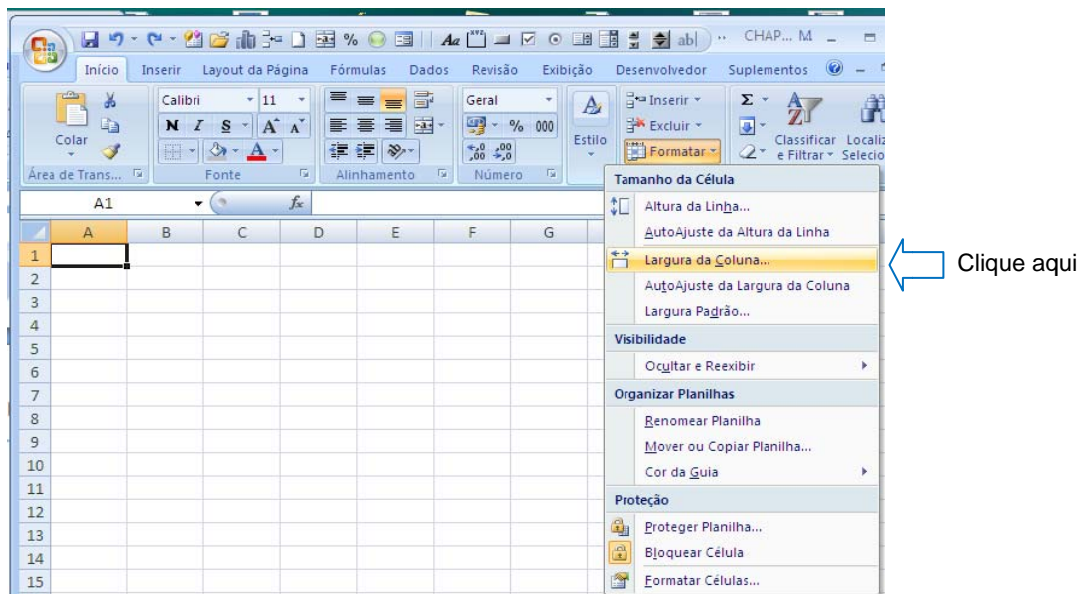 % Aa XYZ ab| CHAP... M
Início Inserir Layout da Página Fórmulas Dados Revisão Exibição Desenvolvedor Suplementos
Calibri 11 Geral Inserir Σ
N I S A A % 000 Excluir
Colar Estilo Formatar Classificar e Filtrar
Área de Trans... Fonte Alinhamento Número
A1 fx
A B C D E F G
1
2
3
4
5
6
7
8
9
10
11
12
13
14
15
Tamanho da Célula
Altura da Linha...
AutoAjuste da Altura da Linha
Largura da Coluna...
AutoAjuste da Largura da Coluna
Largura Padrão...
Visibilidade
Ocultar e Reexibir
Organizar Planilhas
Renomear Planilha
Mover ou Copiar Planilha...
Cor da Guia
Proteção
Proteger Planilha...
Bloquear Célula
Formatar Células...
Clique aqui